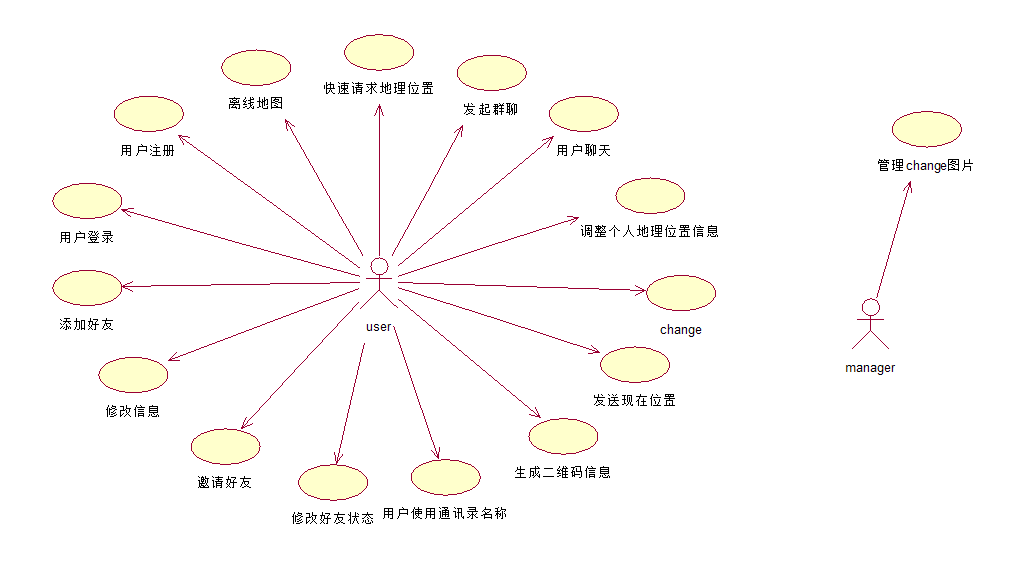 快速请求地理位置
离线地图
发起群聊
用户注册
用户聊天
管理change图片
用户登录
调整个人地理位置信息
添加好友
user
change
manager
修改信息
发送现在位置
邀请好友
生成二维码信息
修改好友状态
用户使用通讯录名称